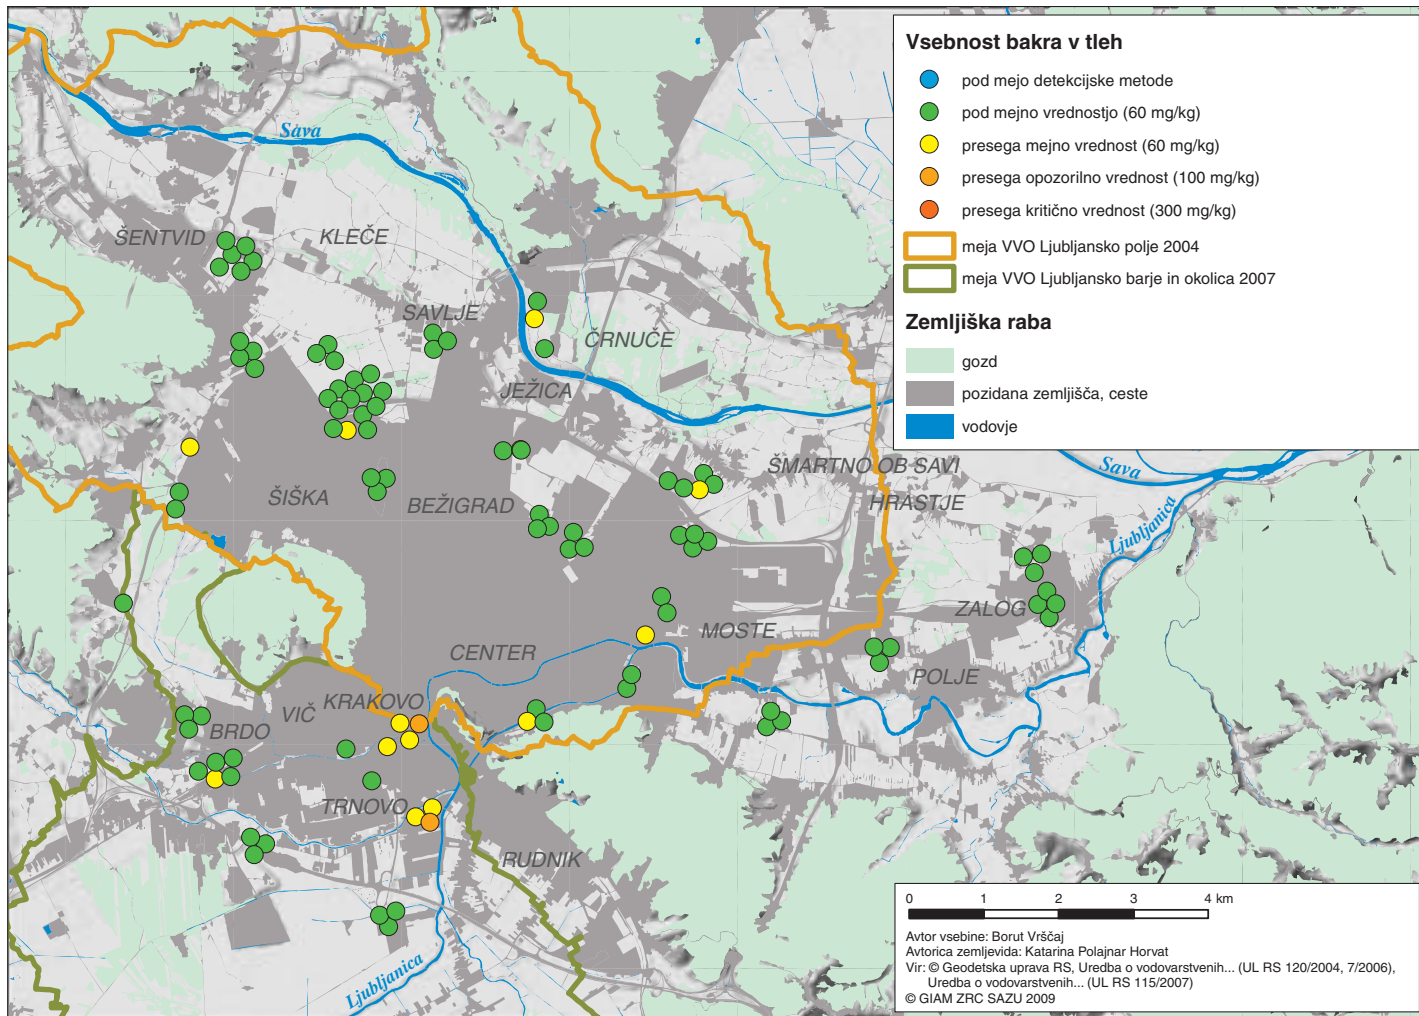 Vsebnost bakra v tleh
pod mejo detekcijske metode
pod mejno vrednostjo (60 mg/kg)
presega mejno vrednost (60 mg/kg)
presega opozorilno vrednost (100 mg/kg)
presega kritično vrednost (300 mg/kg)
meja VVO Ljubljansko polje 2004
meja VVO Ljubljansko barje in okolica 2007
Zemljiška raba
gozd
pozidana zemljišča, ceste
vodovje
Sava
ŠENTVID
KLEČE
SAVLJE
ČRNUČE
JEŽICA
ŠMARTNO OB SAVI
Sava
HRASTJE
ŠIŠKA
BEŽIGRAD
Ljubljanica
ZALOG
MOSTE
CENTER
POLJE
KRAKOVO
VIČ
BRDO
TRNOVO
RUDNIK
Ljubljanica
0 1 2 3 4 km
Avtor vsebine: Borut Vrščaj
Avtorica zemljevida: Katarina Polajnar Horvat
Vir: © Geodetska uprava RS, Uredba o vodovarstvenih... (UL RS 120/2004, 7/2006),
Uredba o vodovarstvenih... (UL RS 115/2007)
© GIAM ZRC SAZU 2009